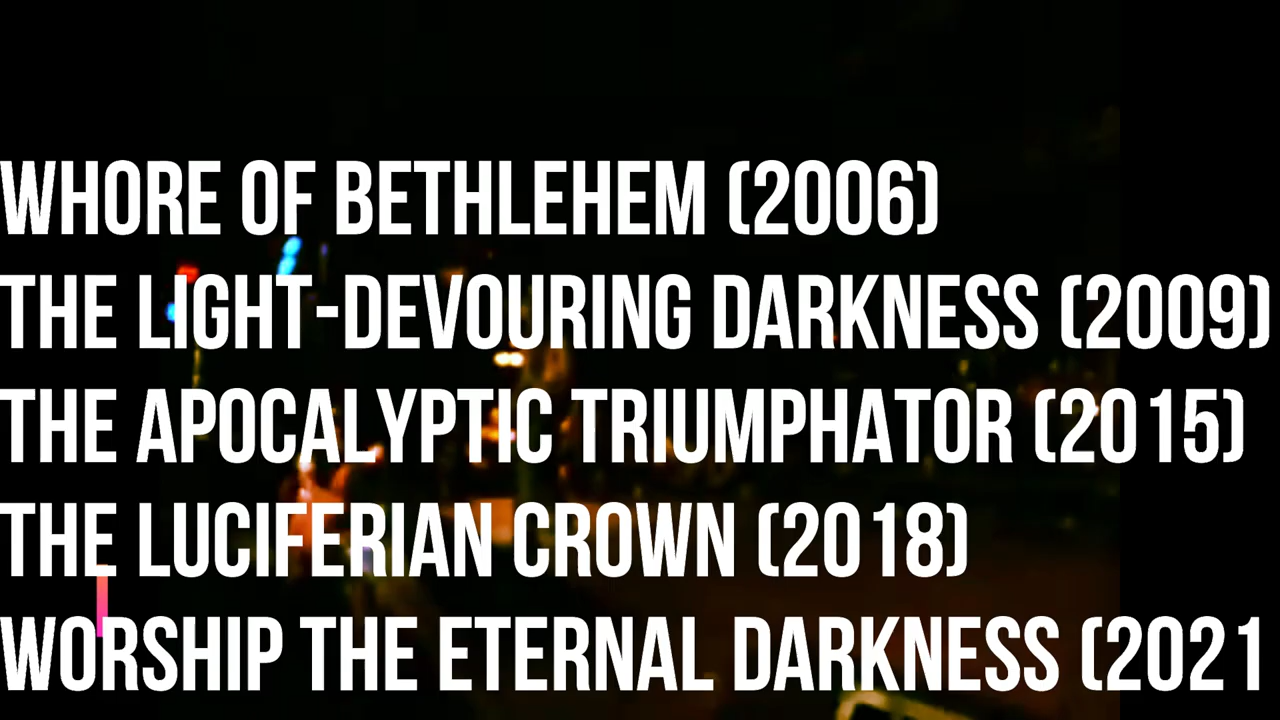 WHORE OF BETHLEHEM (2006)
THE LIGHT-DEVOURING DARKNESS (2009)
THE APOCALYPTIC TRIUMPHATOR (2015)
THE LUCIFERIAN CROWN (2018)
WORSHIP THE ETERNAL DARKNESS (2021